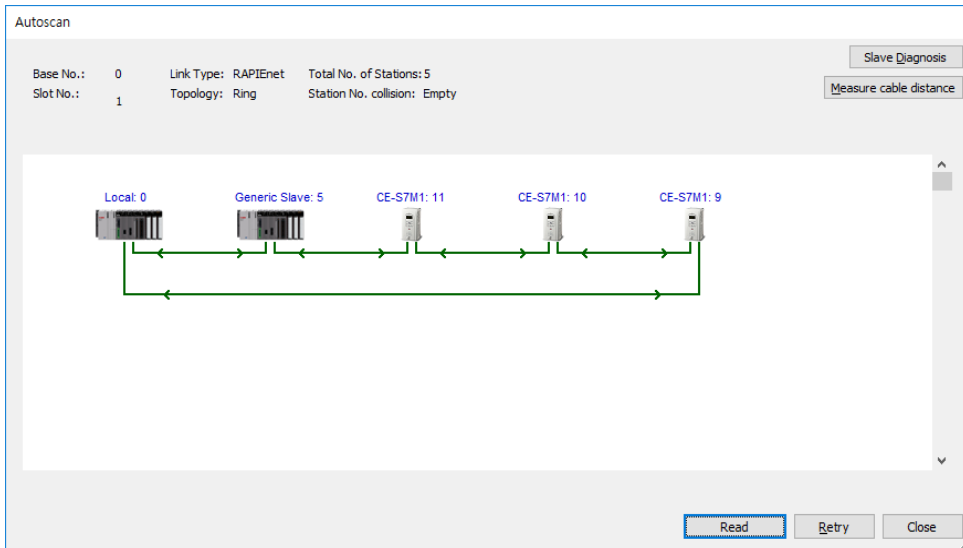 Autoscan
Slave Diagnosis
Base No.: 0 Link Type: RAPIEnet Total No. of Stations: 5
Measure cable distance
Slot No.: 1 Topology: Ring Station No. collision: Empty
Local: 0 Generic Slave: 5 CE-S7M1: 11 CE-S7M1: 10 CE-S7M1: 9
Read Retry Close